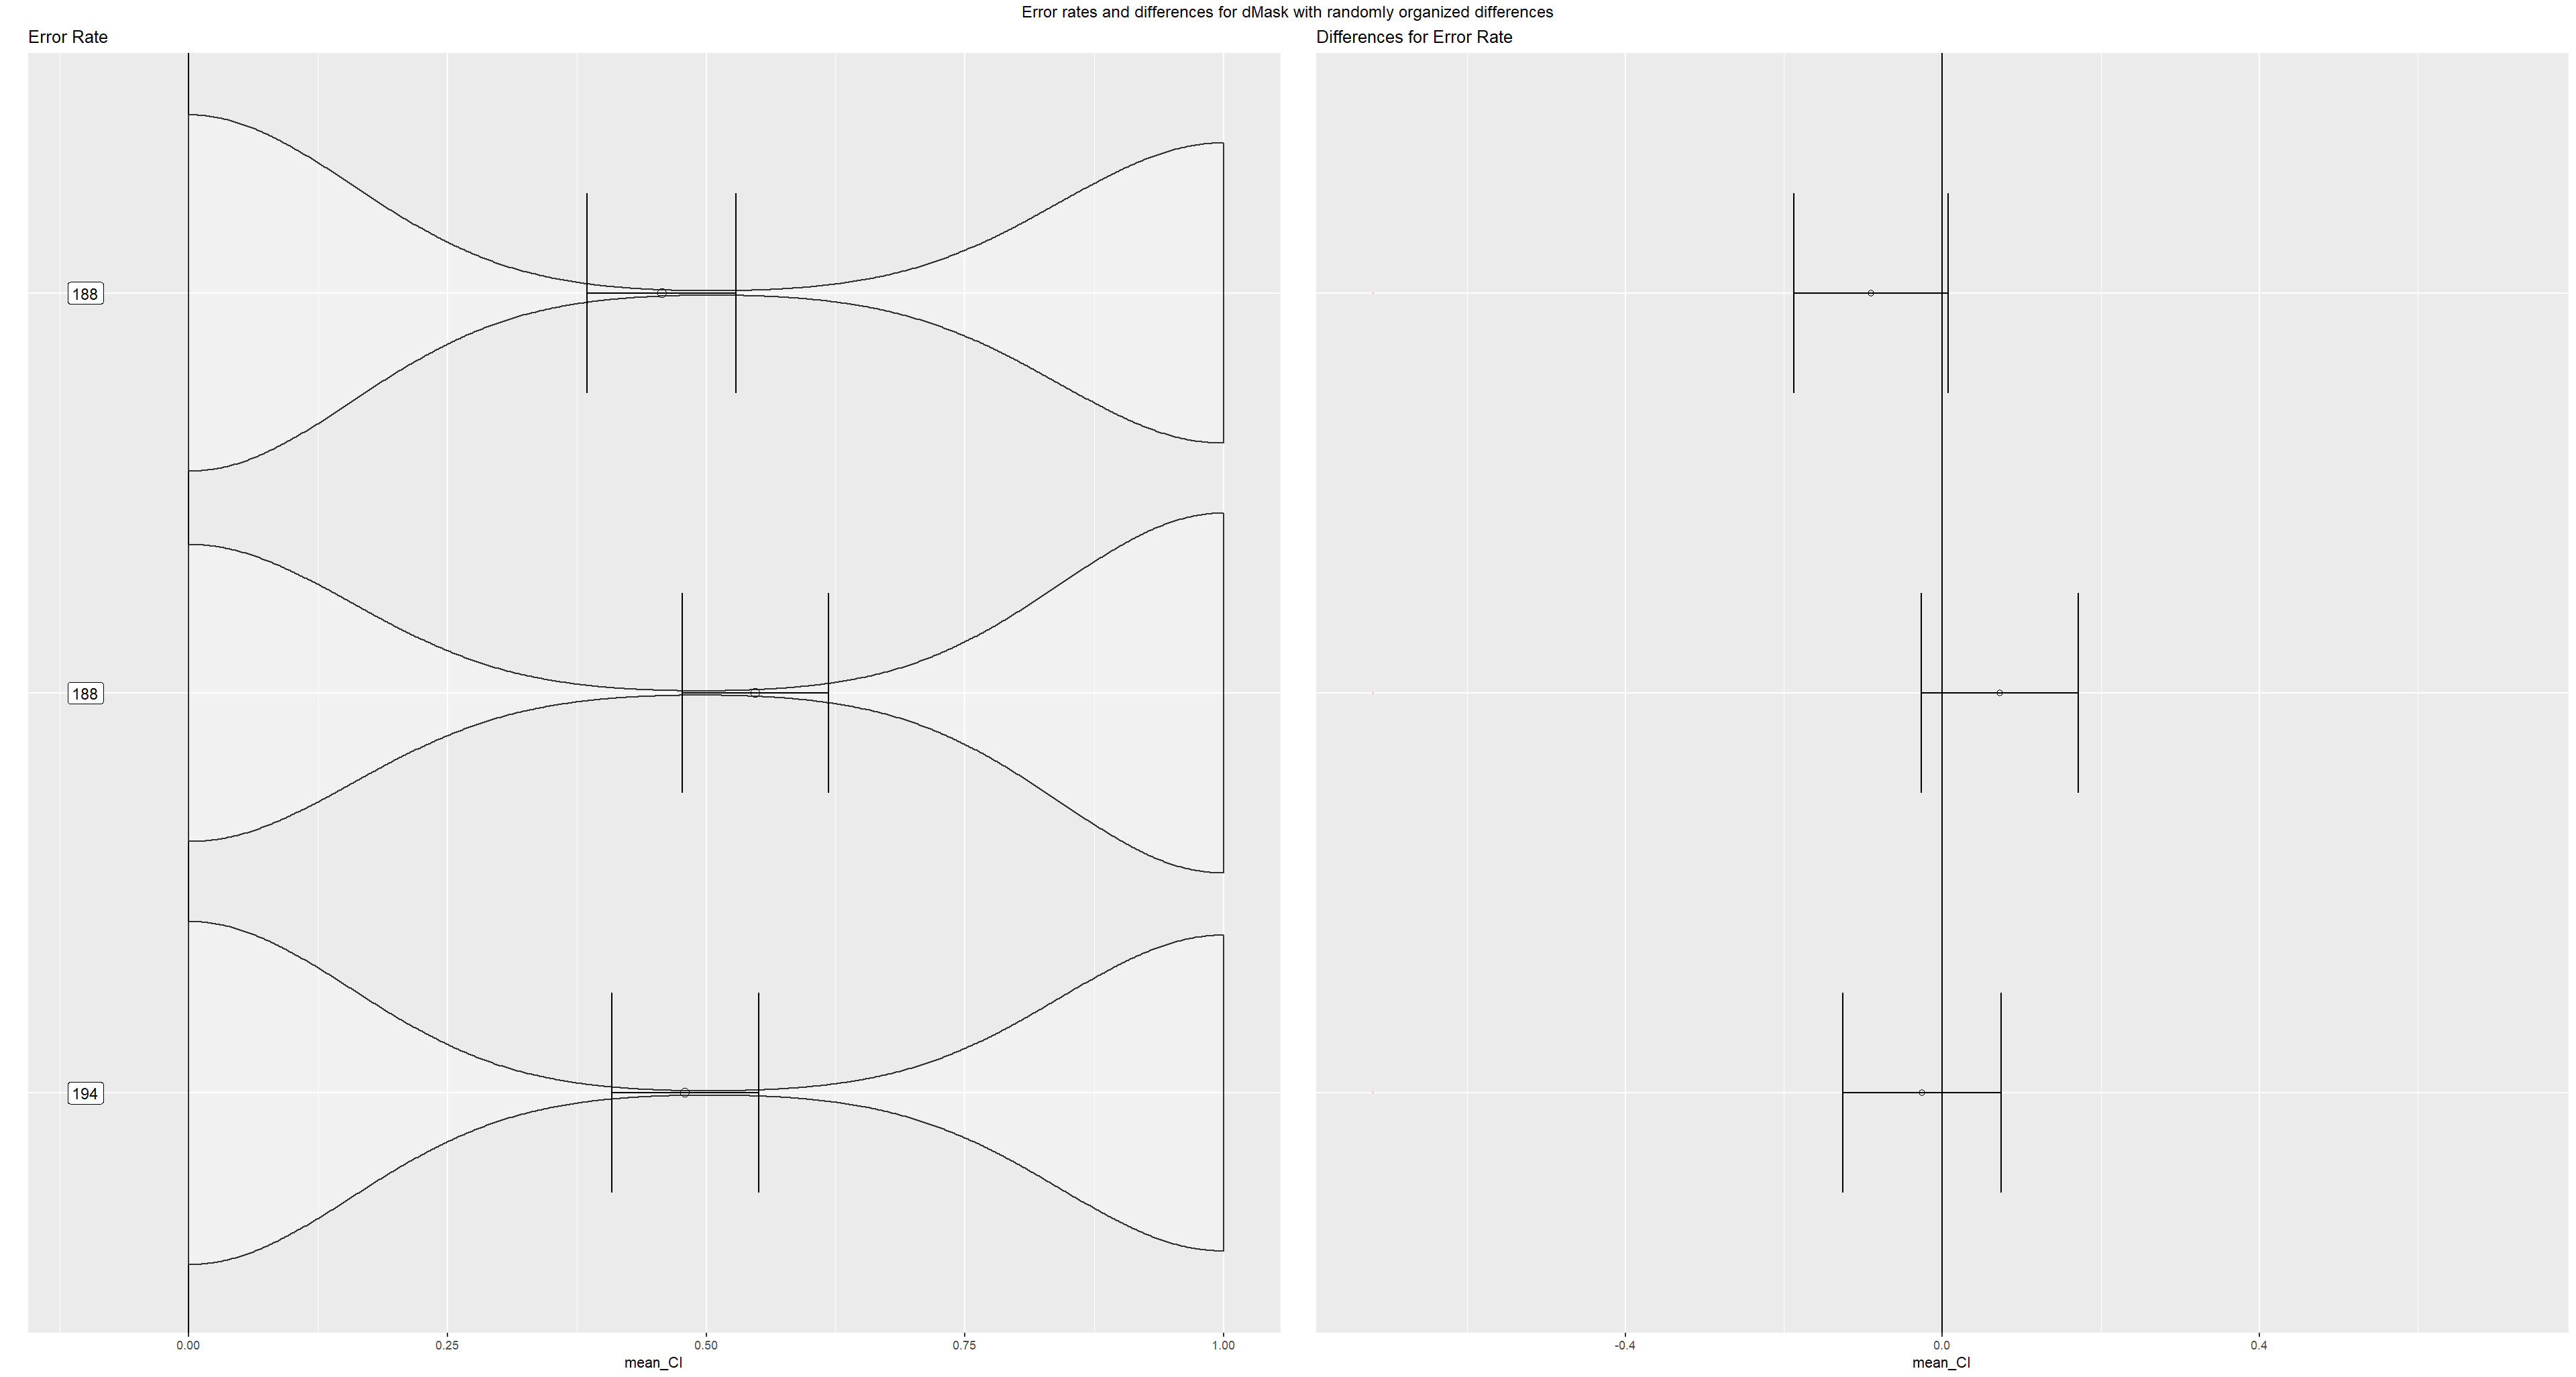 Error rates and differences for dMask with randomly organized differences
Error Rate
Differences for Error Rate
188
188
194
0.00 0.25 0.50 0.75 1.00
mean_CI
-0.4 0.0 0.4
mean_CI